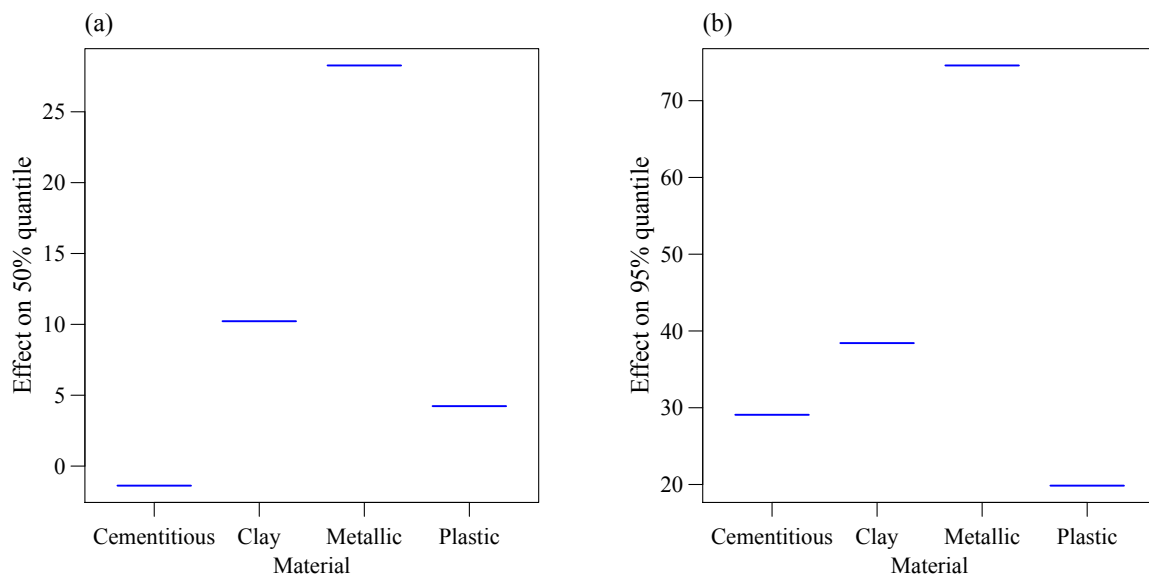 (a)
Effect on 50% quantile
25
20
15
10
5
0
Cementitious Clay Metallic Plastic
Material
(b)
Effect on 95% quantile
70
60
50
40
30
20
Cementitious Clay Metallic Plastic
Material